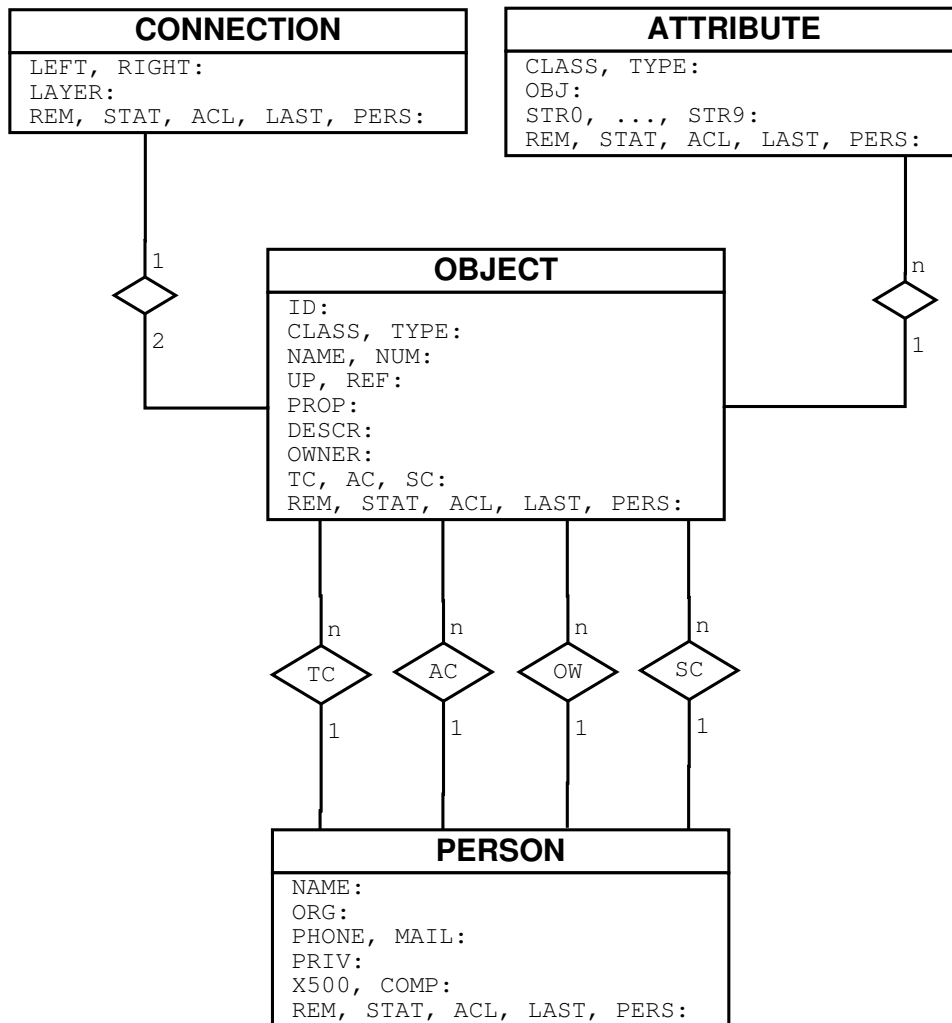 CONNECTION
LEFT, RIGHT:
LAYER:
REM, STAT, ACL, LAST, PERS:
ATTRIBUTE
CLASS, TYPE:
OBJ:
STR0, ..., STR9:
REM, STAT, ACL, LAST, PERS:
1
2
n
1
OBJECT
ID:
CLASS, TYPE:
NAME, NUM:
UP, REF:
PROP:
DESCR:
OWNER:
TC, AC, SC:
REM, STAT, ACL, LAST, PERS:
n n n n
TC AC OW SC
1 1 1 1
PERSON
NAME:
ORG:
PHONE, MAIL:
PRIV:
X500, COMP:
REM, STAT, ACL, LAST, PERS: